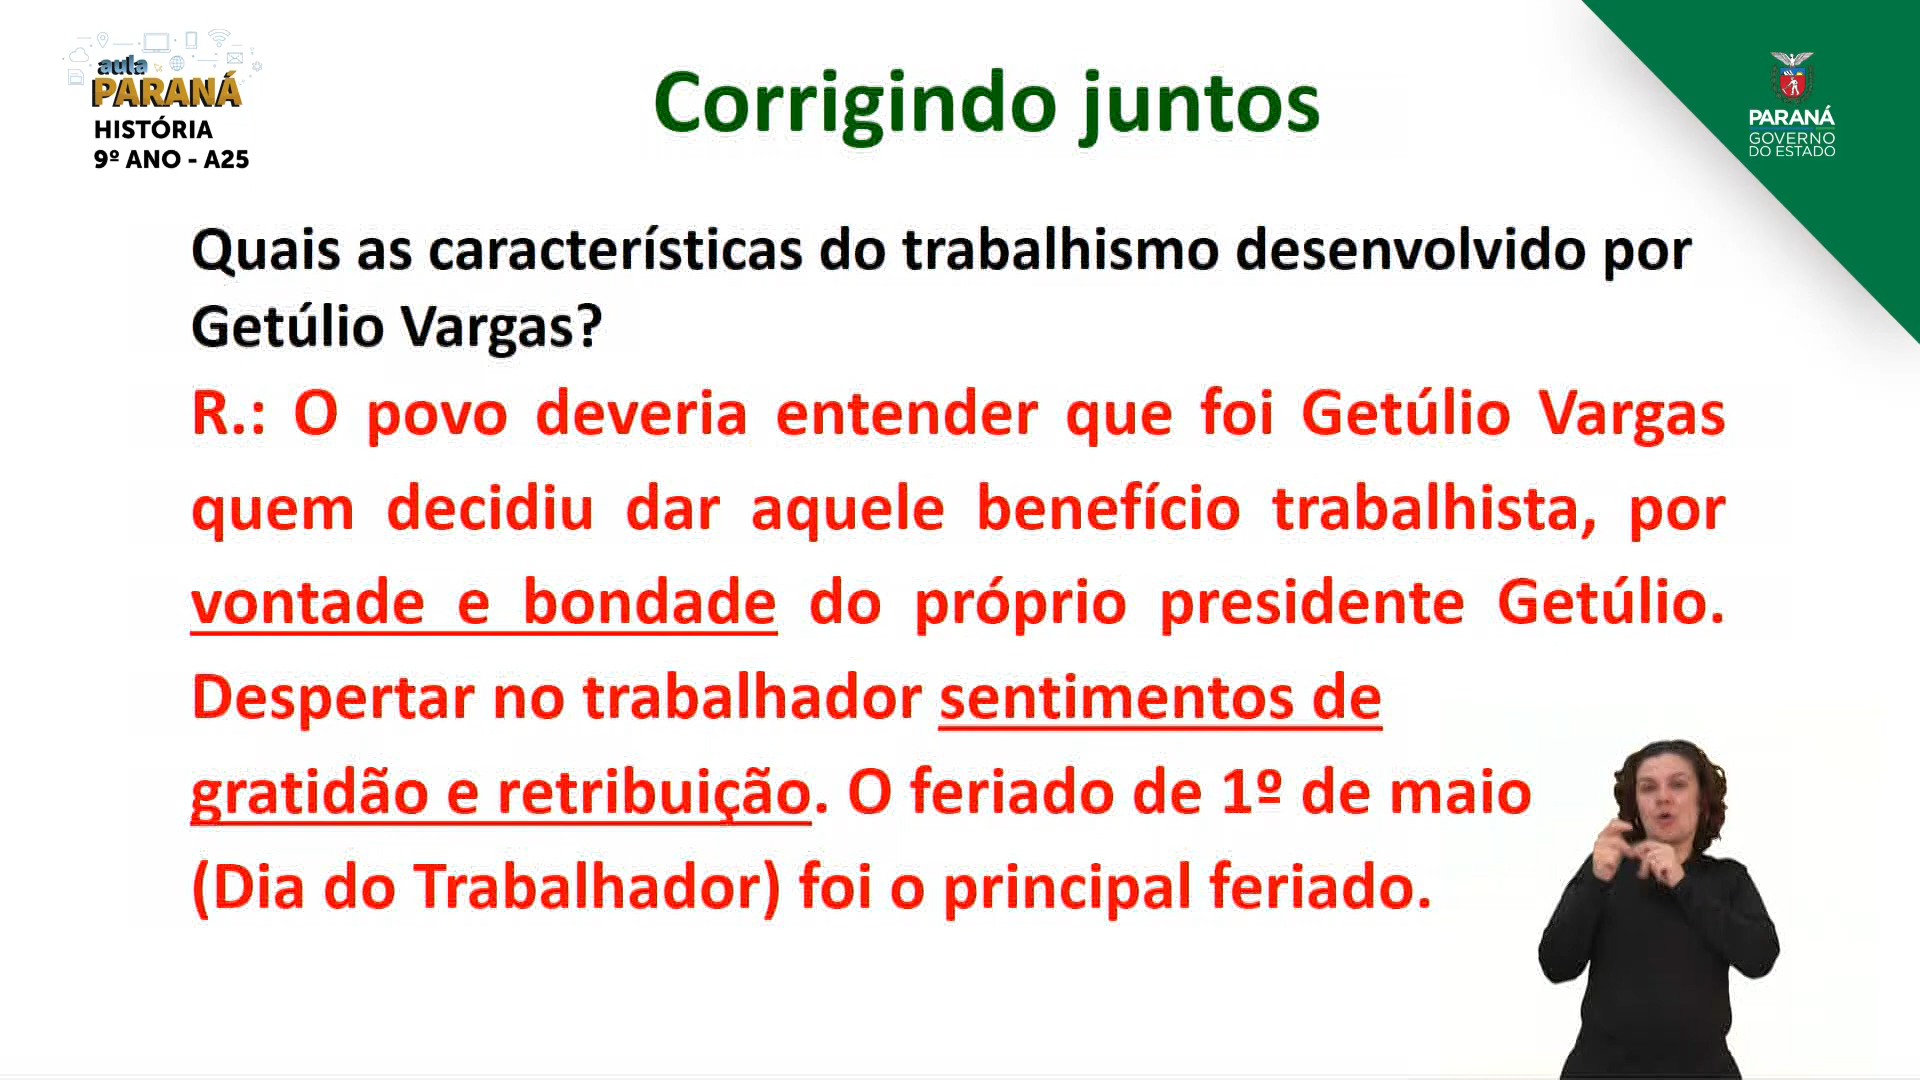 aula
PARANÁ
HISTÓRIA
9º ANO - A25
Corrigindo juntos
PARANÁ
GOVERNO
DO ESTADO
Quais as características do trabalhismo desenvolvido por
Getúlio Vargas?
R.: O povo deveria entender que foi Getúlio Vargas
quem decidiu dar aquele benefício trabalhista, por
vontade e bondade do próprio presidente Getúlio.
Despertar no trabalhador sentimentos de
gratidão e retribuição. O feriado de 1º de maio
(Dia do Trabalhador) foi o principal feriado.